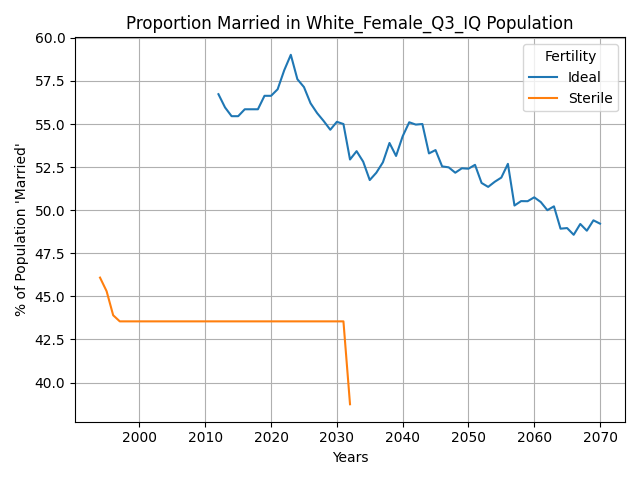 Proportion Married in White_Female_Q3_IQ Population
% of Population 'Married'
60.0
57.5
55.0
52.5
50.0
47.5
45.0
42.5
40.0
Fertility
Ideal
Sterile
2000 2010 2020 2030 2040 2050 2060 2070
Years